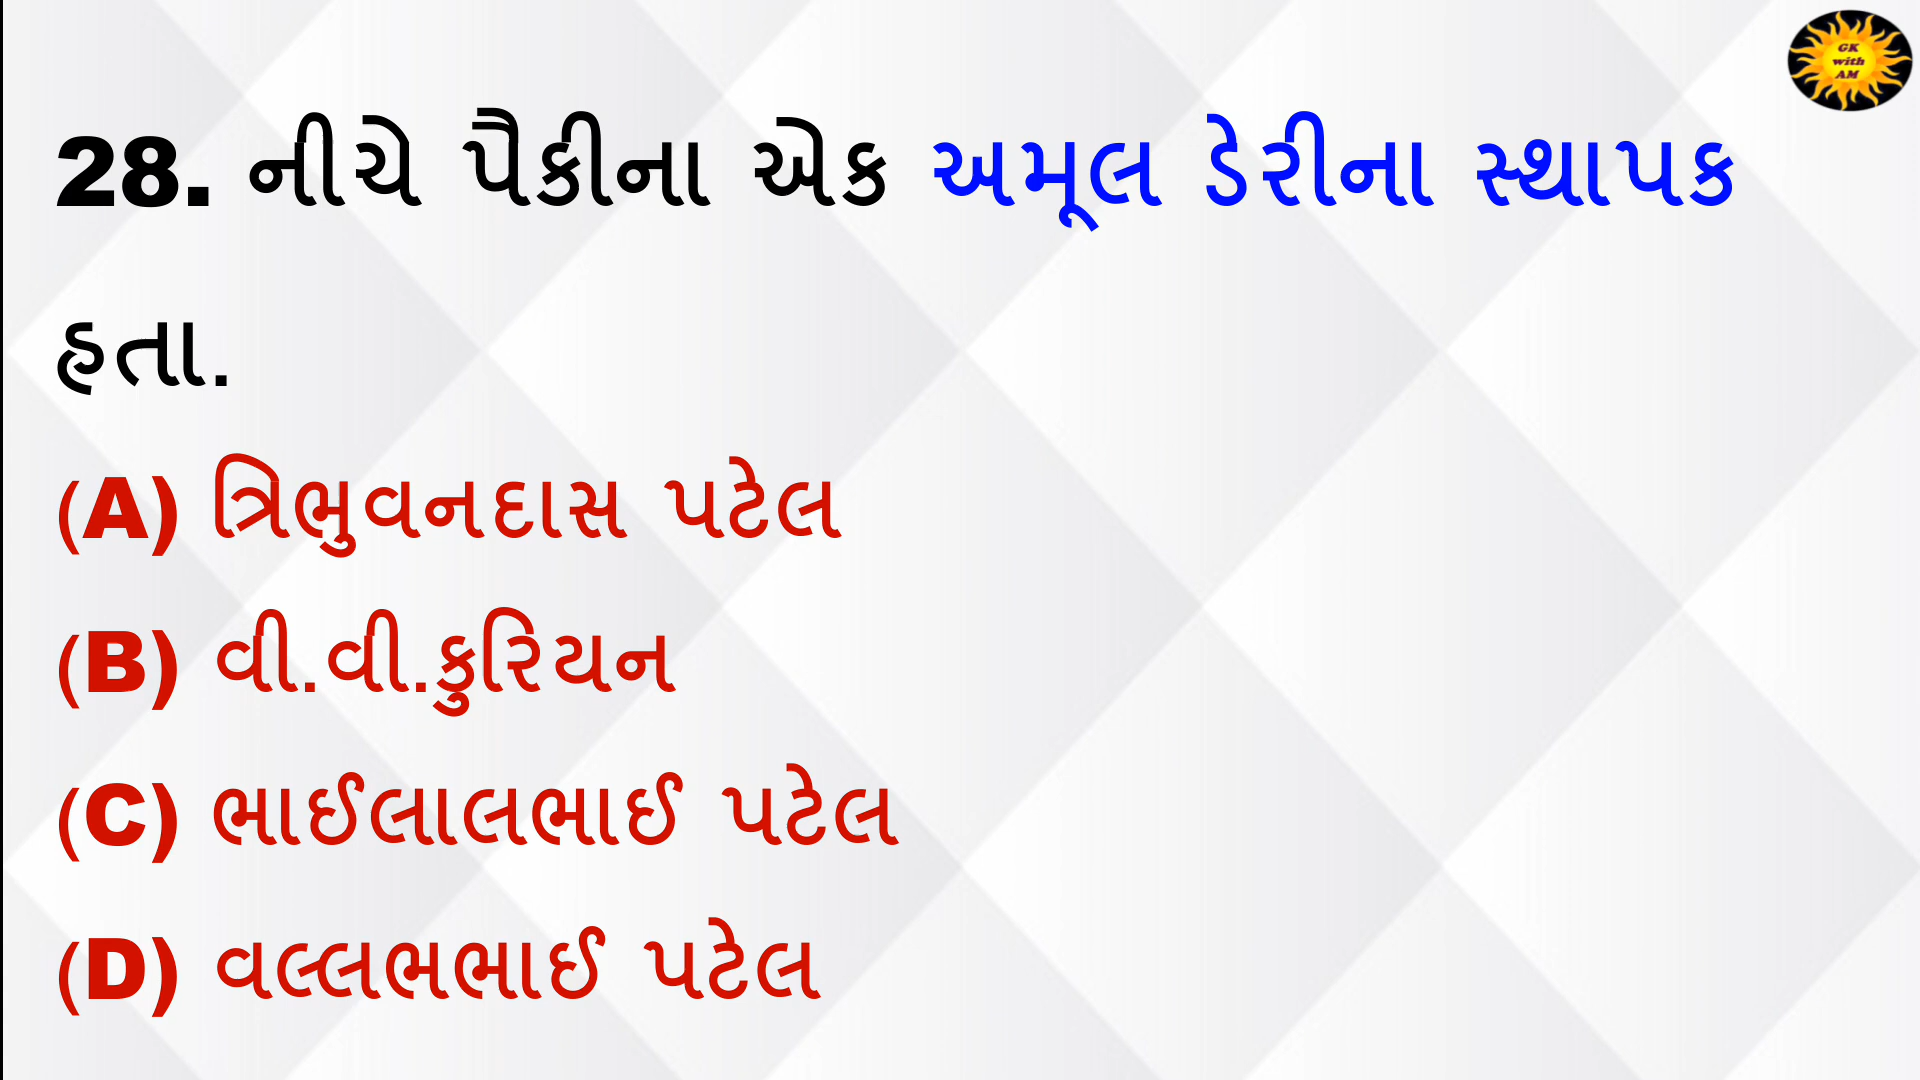 GK
with
AM
28. નીચે પૈકીના એક અમૂલ ડેરીના સ્થાપક
હતા.
(A) ત્રિભુવનદાસ પટેલ
(B) વી.વી.કુરિયન
(C) ભાઈલાલભાઈ પટેલ
(D) વલ્લભભાઈ પટેલ